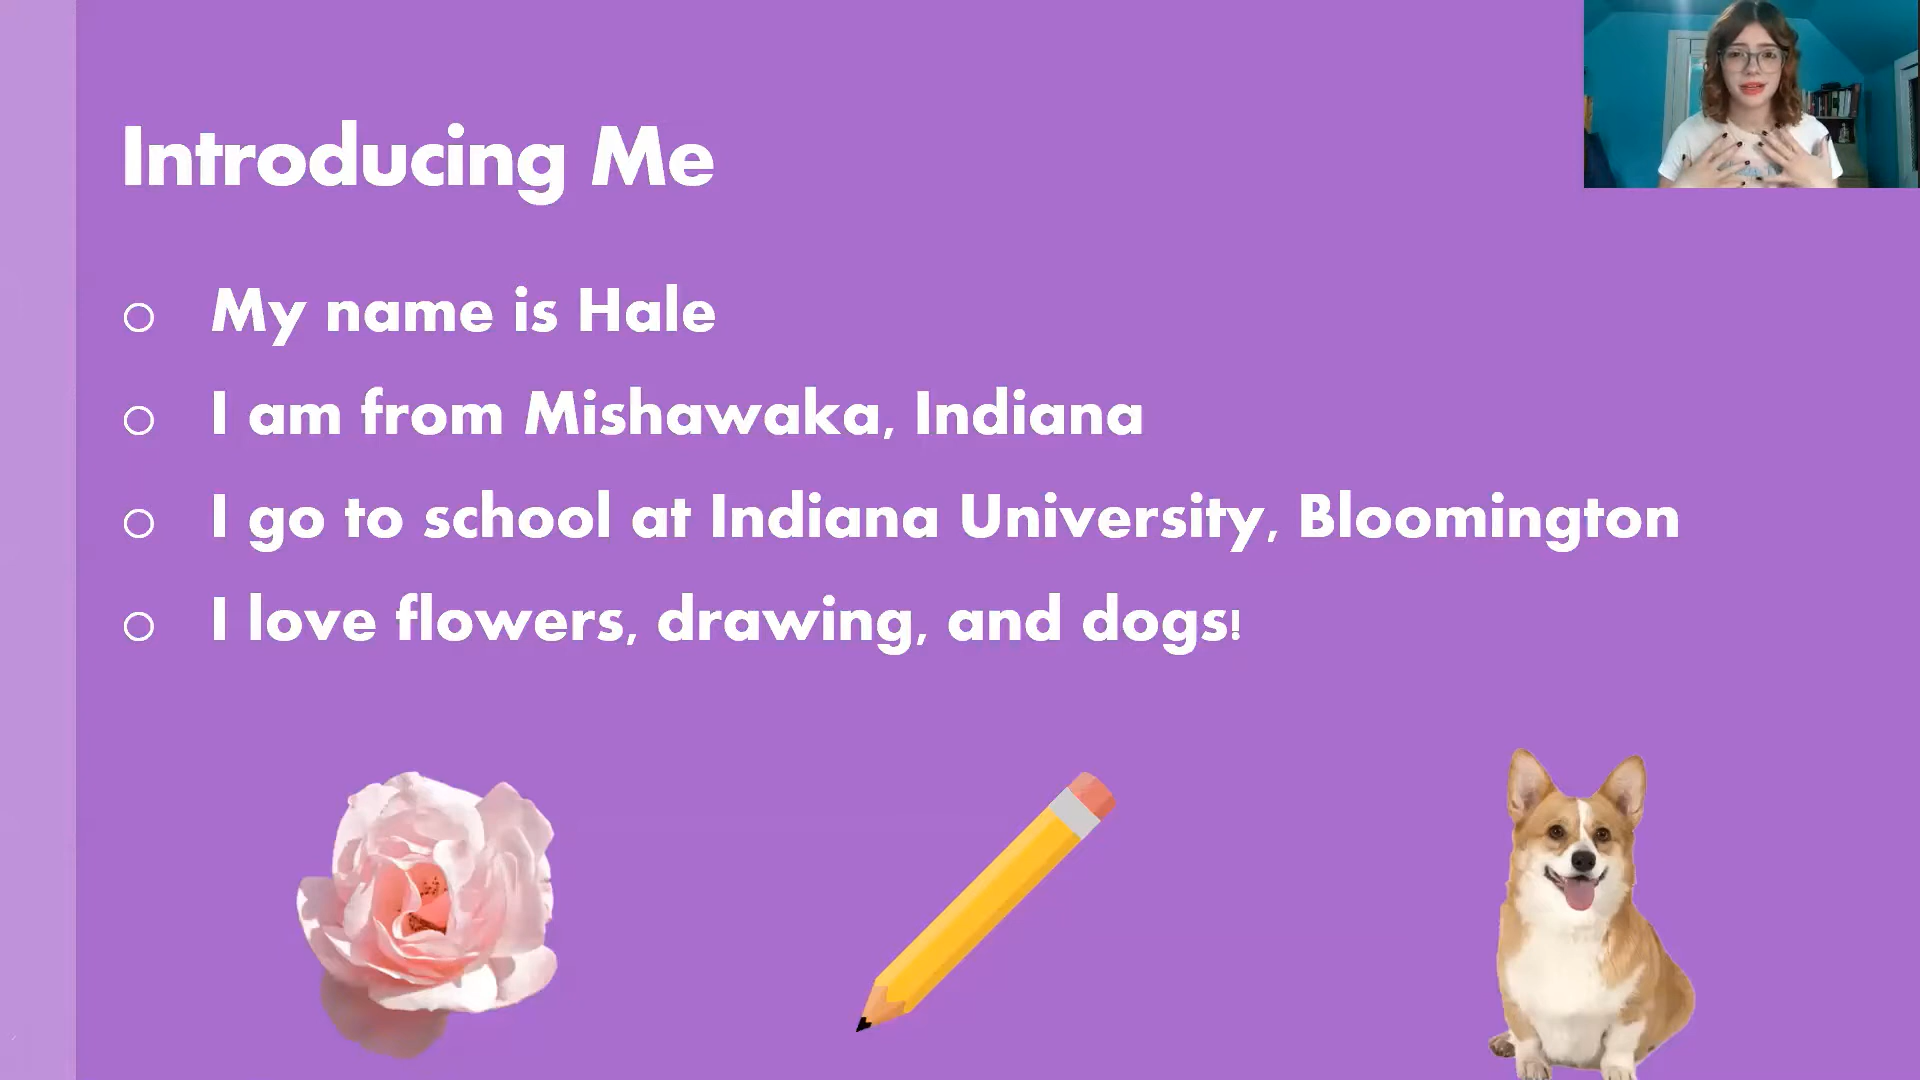 Introducing Me
My name is Hale
I am from Mishawaka, Indiana
I go to school at Indiana University, Bloomington
I love flowers, drawing, and dogs!